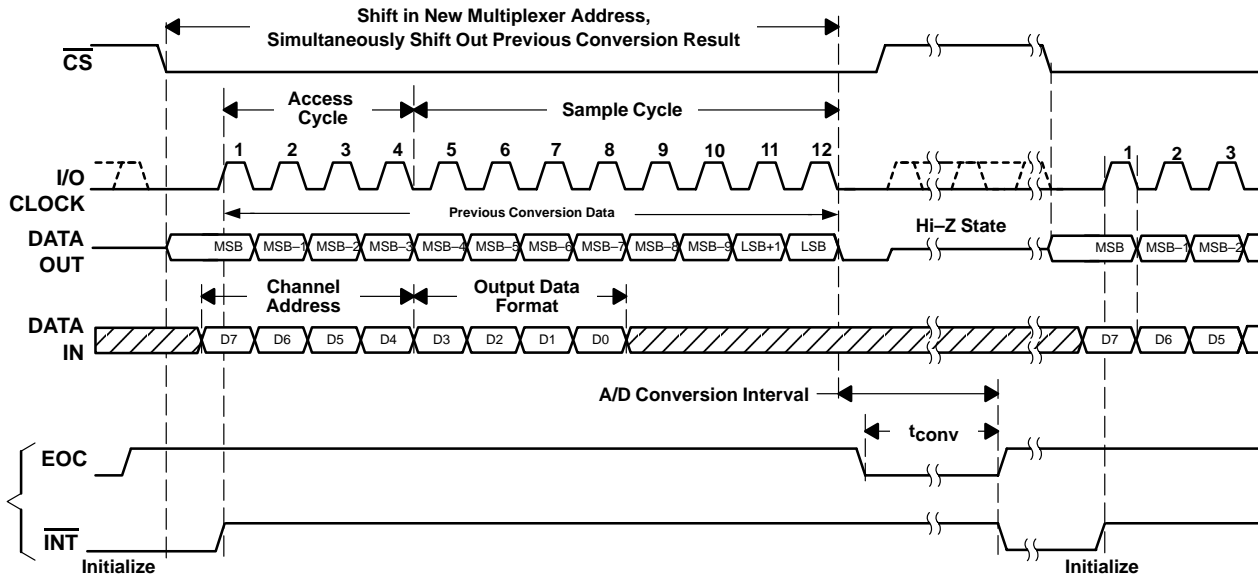 Shift in New Multiplexer Address,
Simultaneously Shift Out Previous Conversion Result
CS
Access
Cycle
Sample Cycle
1 2 3 4 5 6 7 8 9 10 11 12 1 2 3
I/O
CLOCK
Previous Conversion Data
DATA
OUT
MSB MSB–1 MSB–2 MSB–3 MSB–4 MSB–5 MSB–6 MSB–7 MSB–8 MSB–9 LSB+1 LSB
Hi–Z State
MSB MSB–1 MSB–2
Channel
Address
Output Data
Format
DATA
IN
D7 D6 D5 D4 D3 D2 D1 D0 D7 D6 D5
A/D Conversion Interval
tconv
EOC
INT
Initialize Initialize